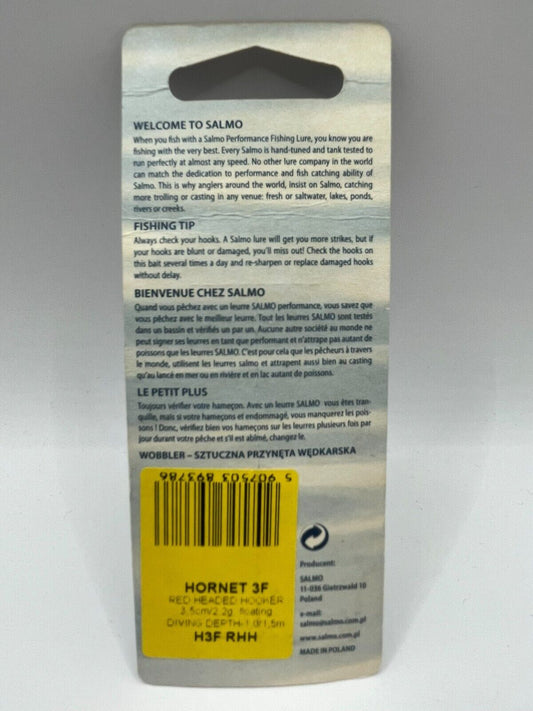 WELCOME TO SALMO
When you fish with a Salmo Performance Fishing Lure, you know you are
fishing with the very best. Every Salmo is hand-tuned and tank tested to
run perfectly at almost any speed. No other lure company in the world
can match the dedication to performance and fish catching ability of
Salmo. This is why anglers around the world, insist on Salmo, catching
more trolling or casting in any venue: fresh or saltwater, lakes, ponds,
rivers or creeks.
FISHING TIP
Always check your hooks. A Salmo lure will get you more strikes, but if
your hooks are blunt or damaged, you'll miss out! Check the hooks on
this bait several times a day and re-sharpen or replace damaged hooks
without delay.
BIENVENUE CHEZ SALMO
Quand vous pêchez avec un leurre SALMO performance, vous savez que
vous pêchez avec le meilleur leurre. Tout les leurres SALMO sont testés
dans un bassin et vérifiés un par un. Aucune autre société au monde ne
peut signer ses leurres en tant que performant et n'attrape pas autant de
poissons que les leurres SALMO. C'est pour cela que les pêcheurs à travers
le monde, utilisent les leurres salmo et attrapent aussi bien au casting
qu'au lancé en mer ou en rivière et en lac autant de poissons.
LE PETIT PLUS
Toujours vérifier votre hameçon. Avec un leurre SALMO vous êtes tran-
quille, mais si votre hameçons et endommagé, vous manquerez les pois-
sons ! Donc, vérifiez bien vos hameçons sur les leurres plusieurs fois par
jour durant votre pêche et s'il est abîmé, changez le.
WOBBLER – SZTUCZNA PRZYNĘTA WĘDKARSKA
5 907503 893786
HORNET 3F
RED HEADED HOOKER
3,5cm/2.2g, floating
DIVING DEPTH-1.0/1,5m
H3F RHH
Producent:
SALMO
11-036 Gietrzwałd 10
Poland
e-mail:
salmo@salmo.com.pl
www.salmo.com.pl
MADE IN POLAND